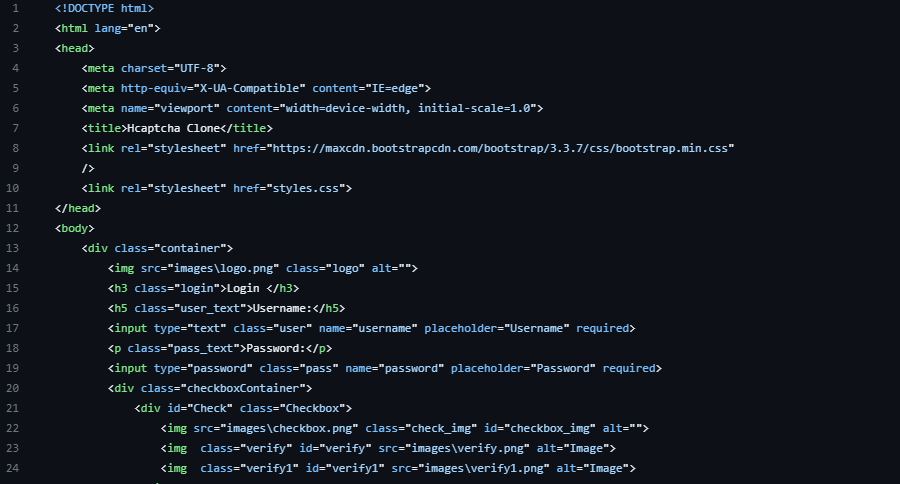 1 <!DOCTYPE html>
2 <html lang="en">
3 <head>
4 <meta charset="UTF-8">
5 <meta http-equiv="X-UA-Compatible" content="IE=edge">
6 <meta name="viewport" content="width=device-width, initial-scale=1.0">
7 <title>Hcaptcha Clone</title>
8 <link rel="stylesheet" href="https://maxcdn.bootstrapcdn.com/bootstrap/3.3.7/css/bootstrap.min.css"
9 />
10 <link rel="stylesheet" href="styles.css">
11 </head>
12 <body>
13 <div class="container">
14 <img src="images\logo.png" class="logo" alt="">
15 <h3 class="login">Login </h3>
16 <h5 class="user_text">Username:</h5>
17 <input type="text" class="user" name="username" placeholder="Username" required>
18 <p class="pass_text">Password:</p>
19 <input type="password" class="pass" name="password" placeholder="Password" required>
20 <div class="checkboxContainer">
21 <div id="Check" class="Checkbox">
22 <img src="images\checkbox.png" class="check_img" id="checkbox_img" alt="">
23 <img  class="verify" id="verify" src="images\verify.png" alt="Image">
24 <img  class="verify1" id="verify1" src="images\verify1.png" alt="Image">